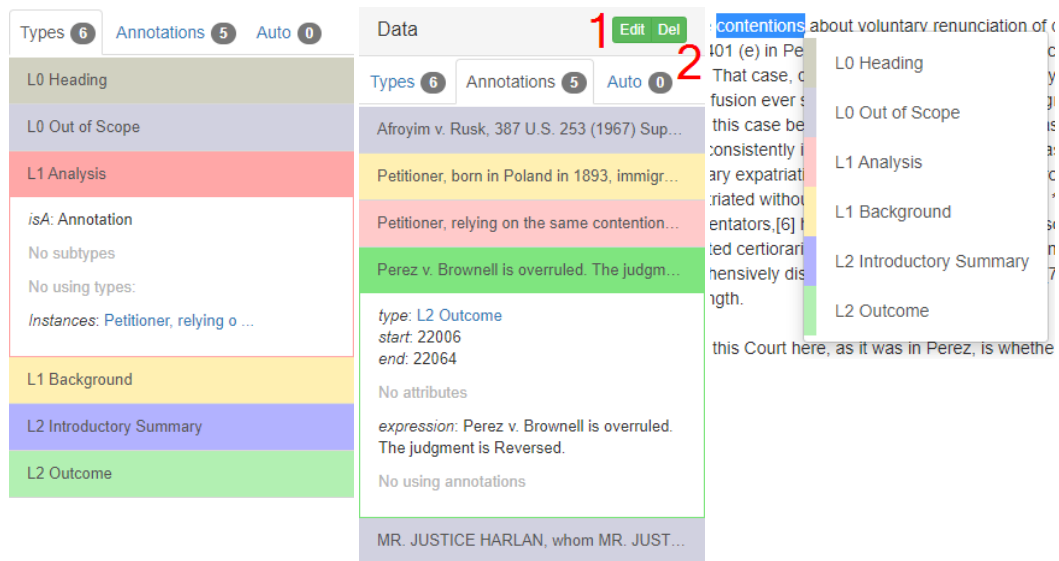 Types 6 Annotations 5 Auto 0
L0 Heading
L0 Out of Scope
L1 Analysis
isA: Annotation
No subtypes
No using types:
Instances: Petitioner, relying o ...
L1 Background
L2 Introductory Summary
L2 Outcome
Data 1 Edit Del
2
Types 6 Annotations 5 Auto 0
Afroyim v. Rusk, 387 U.S. 253 (1967) Sup...
Petitioner, born in Poland in 1893, immigr...
Petitioner, relying on the same contention...
Perez v. Brownell is overruled. The judgm...
type: L2 Outcome
start: 22006
end: 22064
No attributes
expression: Perez v. Brownell is overruled.
The judgment is Reversed.
No using annotations
MR. JUSTICE HARLAN, whom MR. JUST...
contentions about voluntary renunciation of
401 (e) in Pe
That case,
fusion ever
this case be
consistently
ary expatriati
riated withou
entators,[6]
ted certiorari
hensively dis
ngth.
this Court here, as it was in Perez, is whethe
L0 Heading
L0 Out of Scope
L1 Analysis
L1 Background
L2 Introductory Summary
L2 Outcome